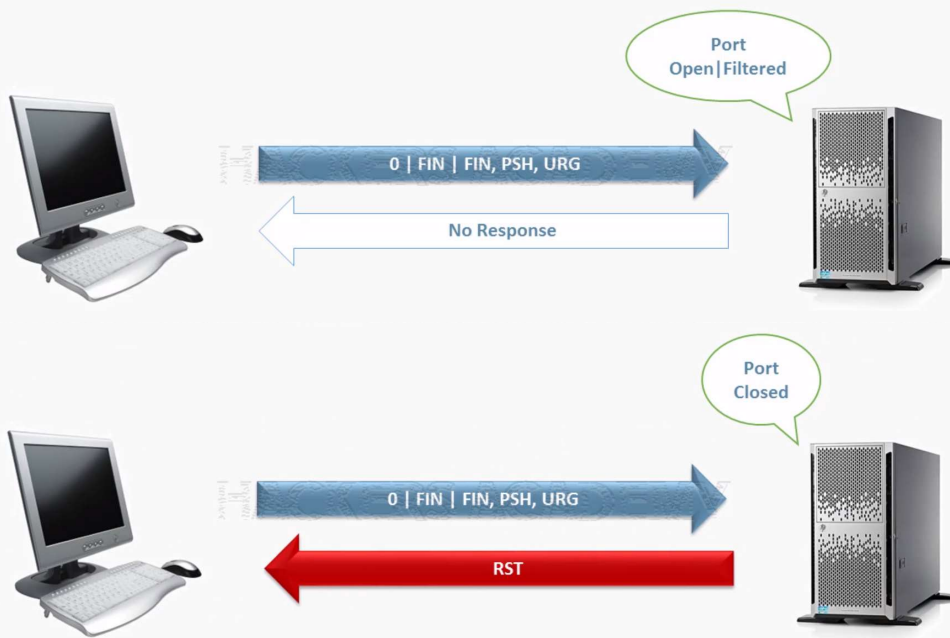 Port
Open|Filtered
0 | FIN | FIN, PSH, URG
No Response
Port
Closed
0 | FIN | FIN, PSH, URG
RST